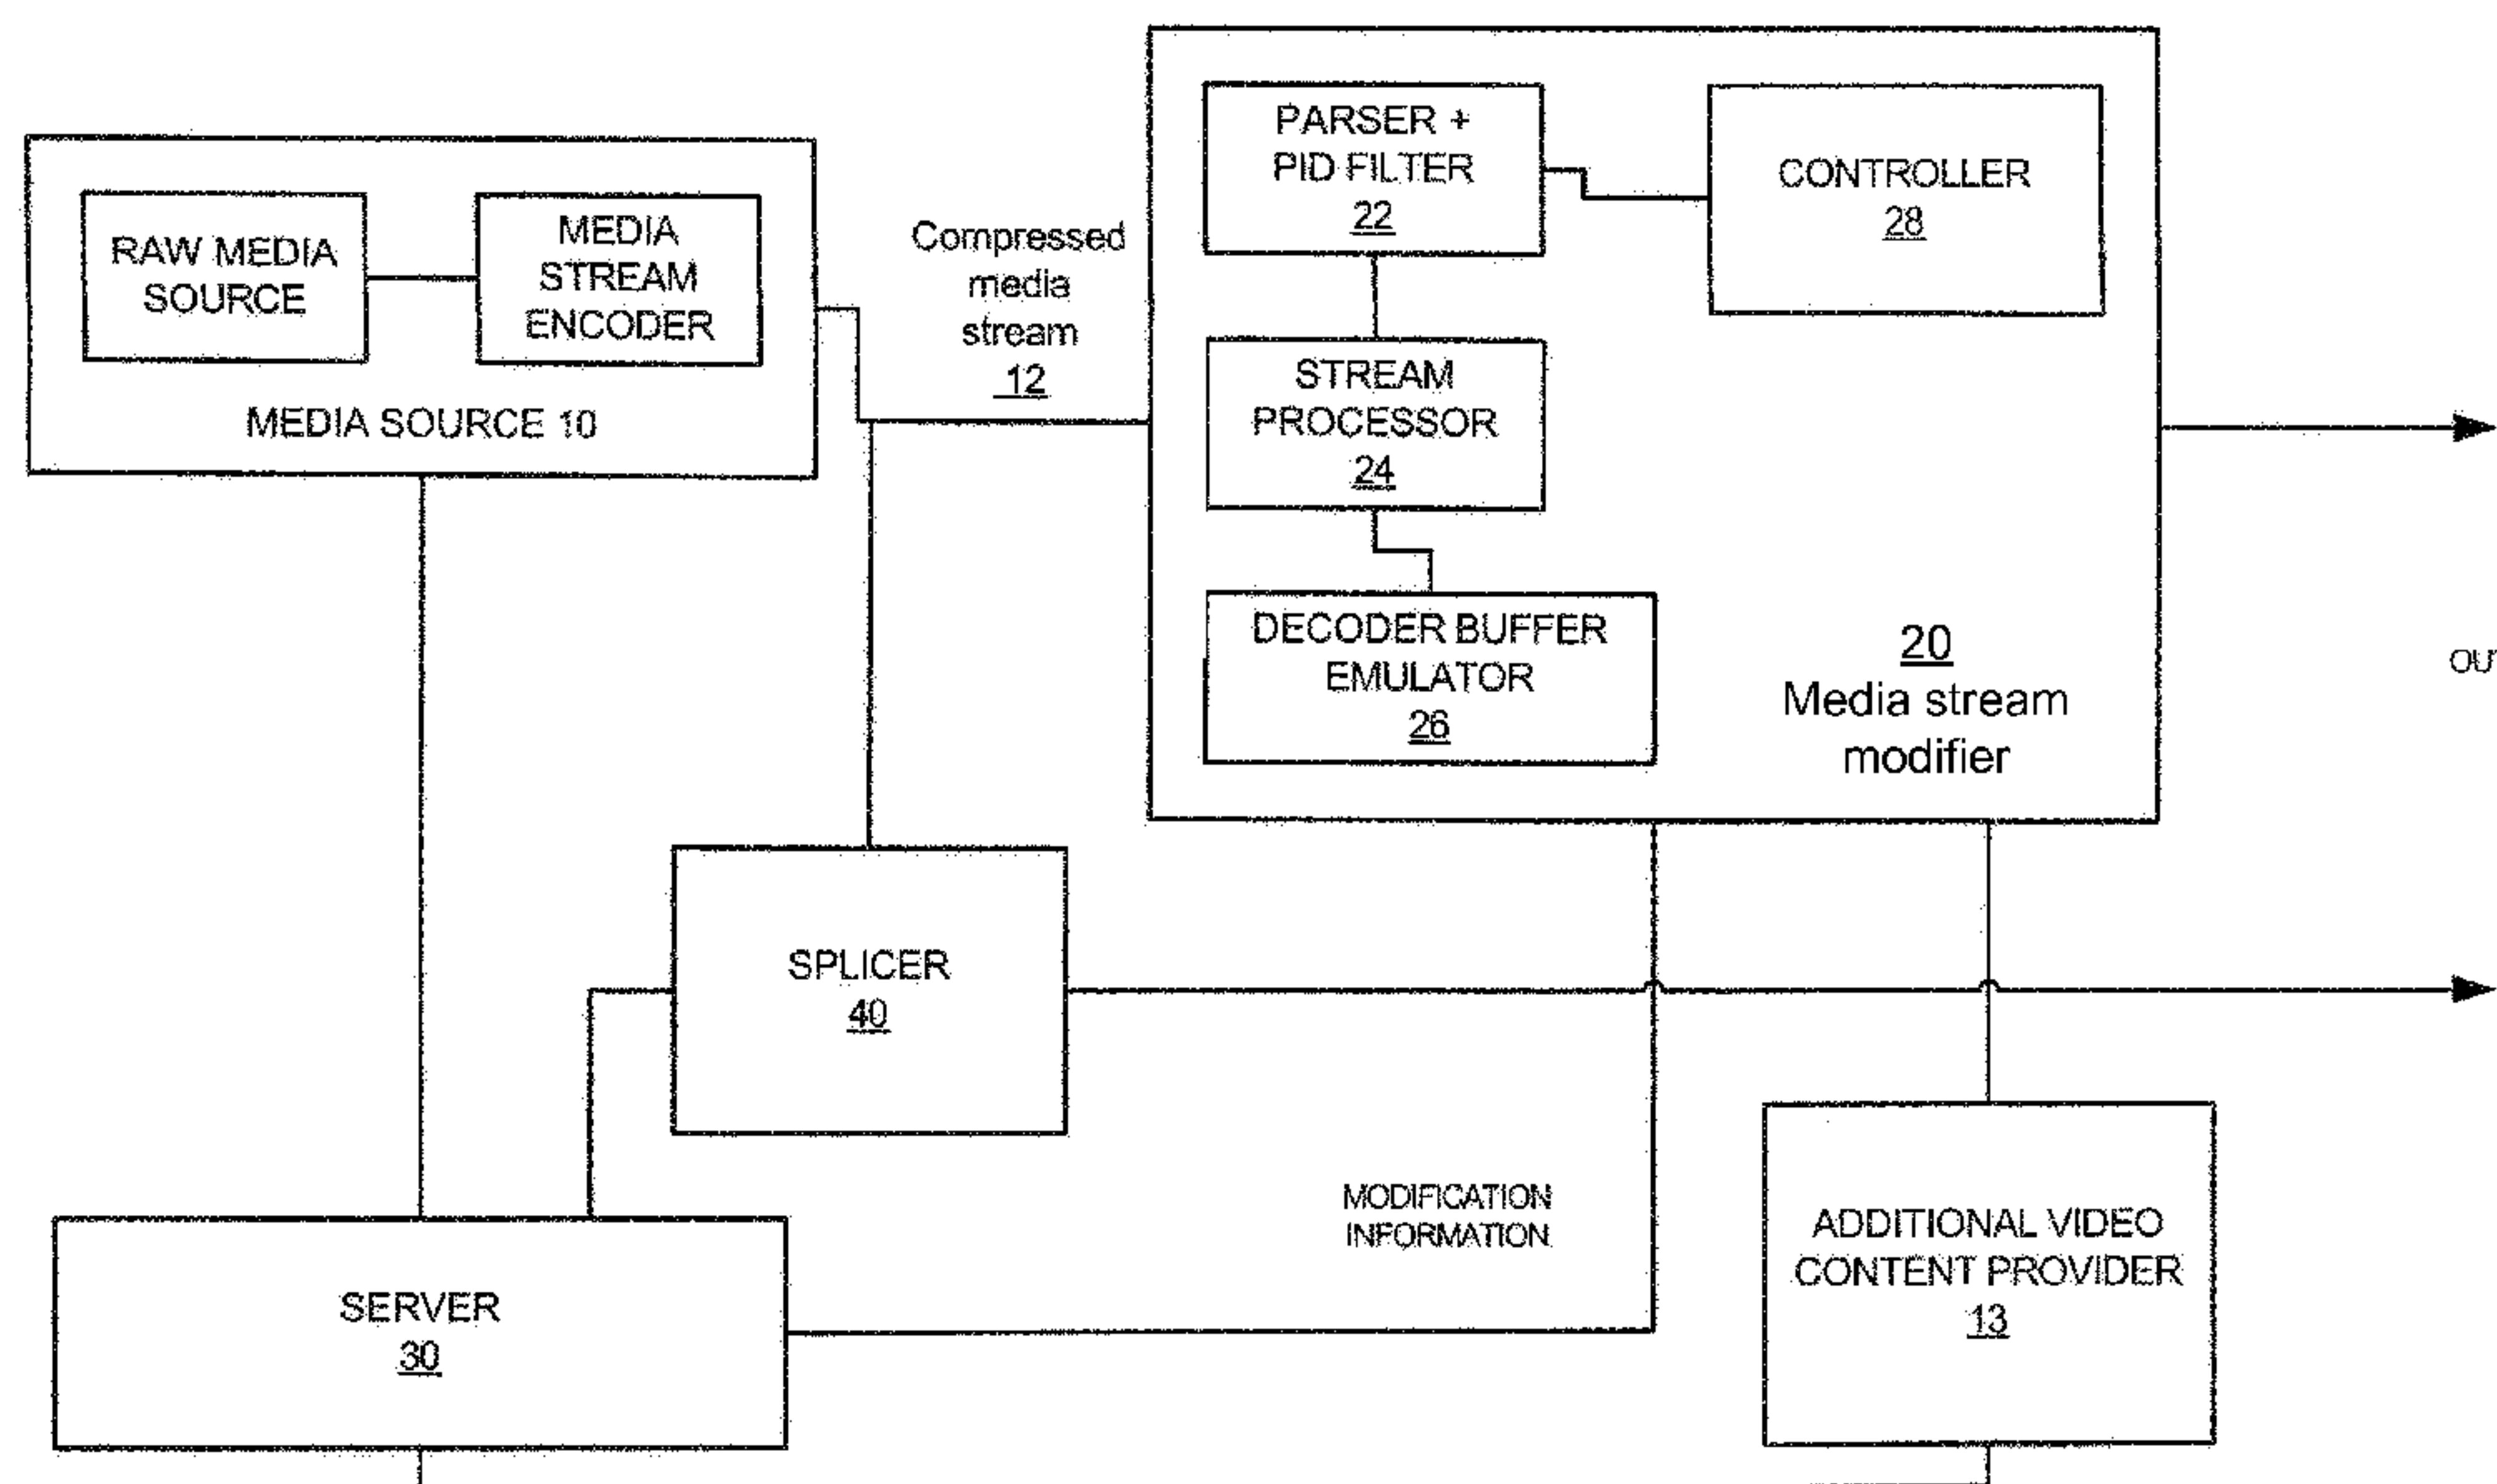 RAW MEDIA
SOURCE
MEDIA
STREAM
ENCODER
MEDIA SOURCE 10
Compressed
media
stream
12
PARSER +
PID FILTER
22
CONTROLLER
28
STREAM
PROCESSOR
24
DECODER BUFFER
EMULATOR
26
20
Media stream
modifier
SPLICER
40
MODIFICATION
INFORMATION
SERVER
30
ADDITIONAL VIDEO
CONTENT PROVIDER
13